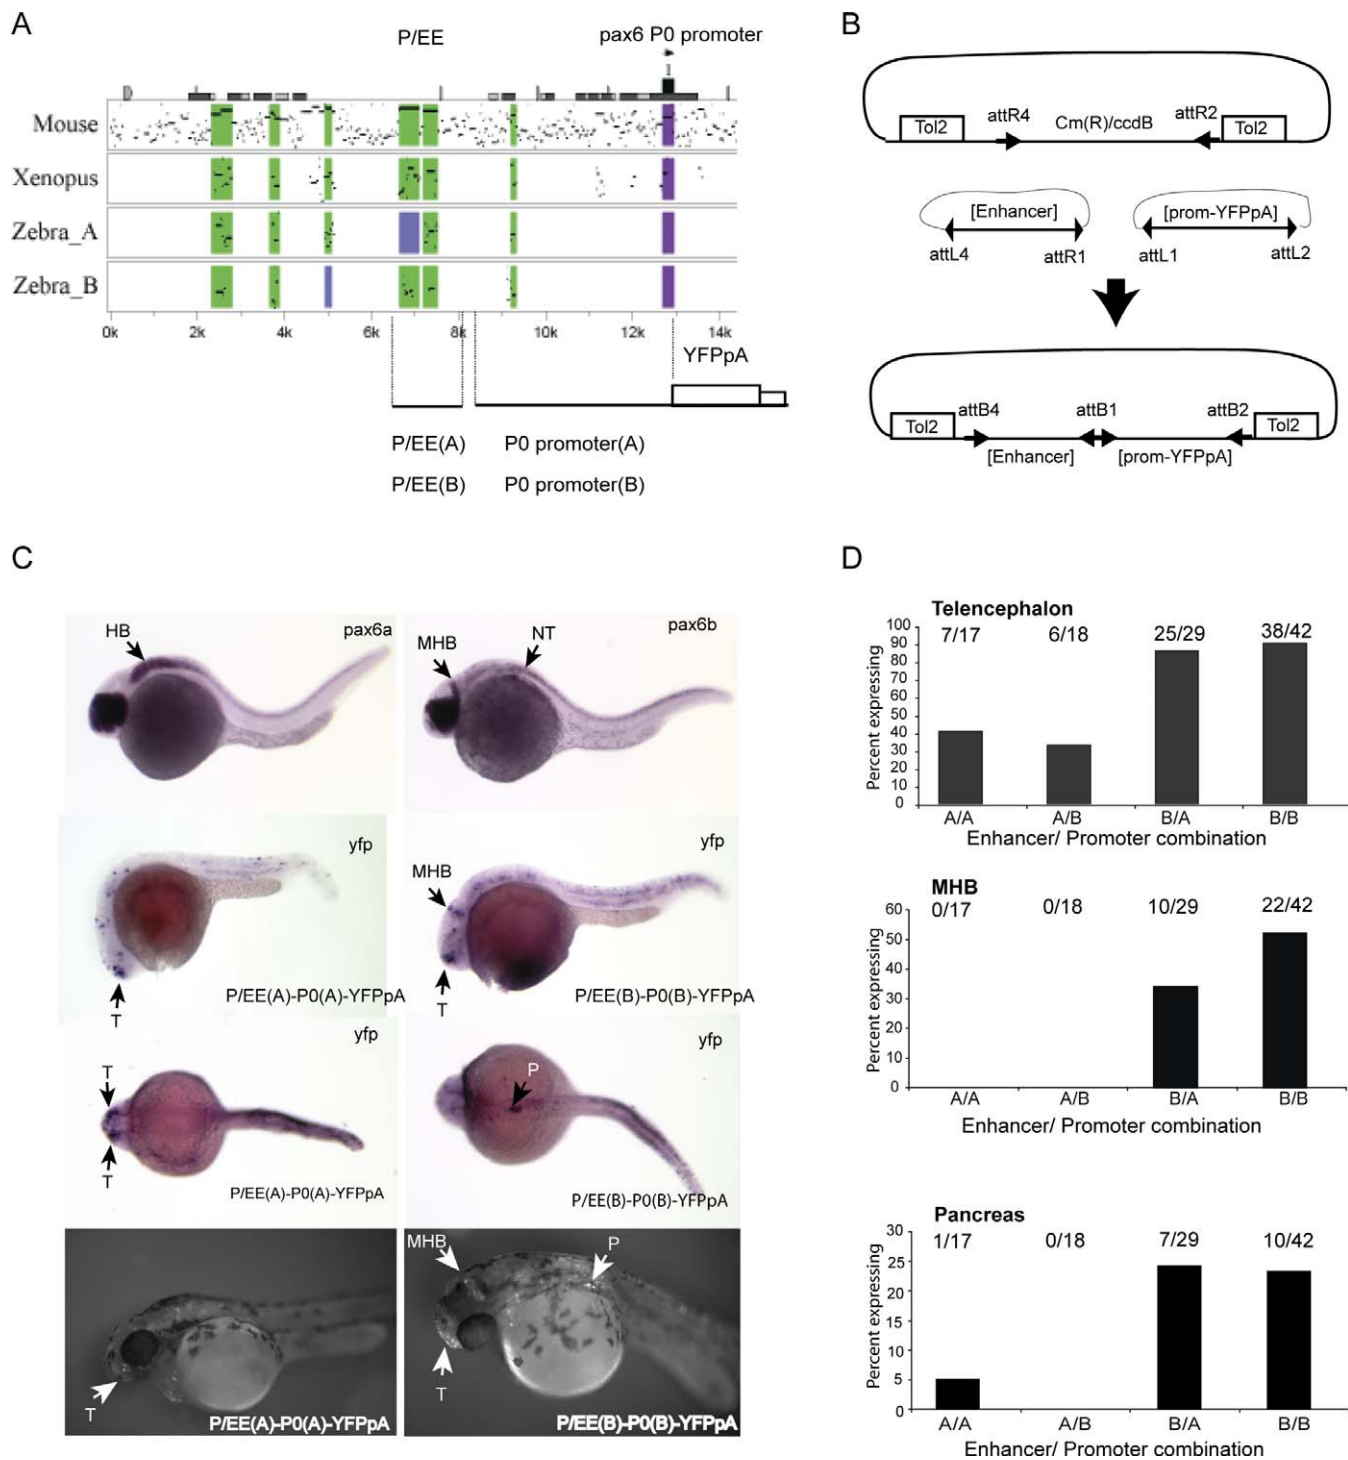 A
P/EE
pax6 P0 promoter
1
Mouse
Xenopus
Zebra_A
Zebra_B
0k 2k 4k 6k 8k 10k 12k 14k
YFPpA
P/EE(A) P0 promoter(A)
P/EE(B) P0 promoter(B)
B
attR4 Cm(R)/ccdB attR2
Tol2 Tol2
[Enhancer] [prom-YFPpA]
attL4 attR1 attL1 attL2
attB4 attB1 attB2
Tol2 Tol2
[Enhancer] [prom-YFPpA]
C
HB pax6a
MHB NT pax6b
yfp
T
P/EE(A)-P0(A)-YFPpA
MHB yfp
T
P/EE(B)-P0(B)-YFPpA
yfp
T
T
P/EE(A)-P0(A)-YFPpA
yfp
P
P/EE(B)-P0(B)-YFPpA
T
P/EE(A)-P0(A)-YFPpA
MHB P
T
P/EE(B)-P0(B)-YFPpA
D
Telencephalon
7/17 6/18 25/29 38/42
Percent expressing
100
90
80
70
60
50
40
30
20
10
0
A/A A/B B/A B/B
Enhancer/ Promoter combination
MHB
0/17 0/18 10/29 22/42
Percent expressing
60
50
40
30
20
10
0
A/A A/B B/A B/B
Enhancer/ Promoter combination
Pancreas
1/17 0/18 7/29 10/42
Percent expressing
30
25
20
15
10
5
0
A/A A/B B/A B/B
Enhancer/ Promoter combination